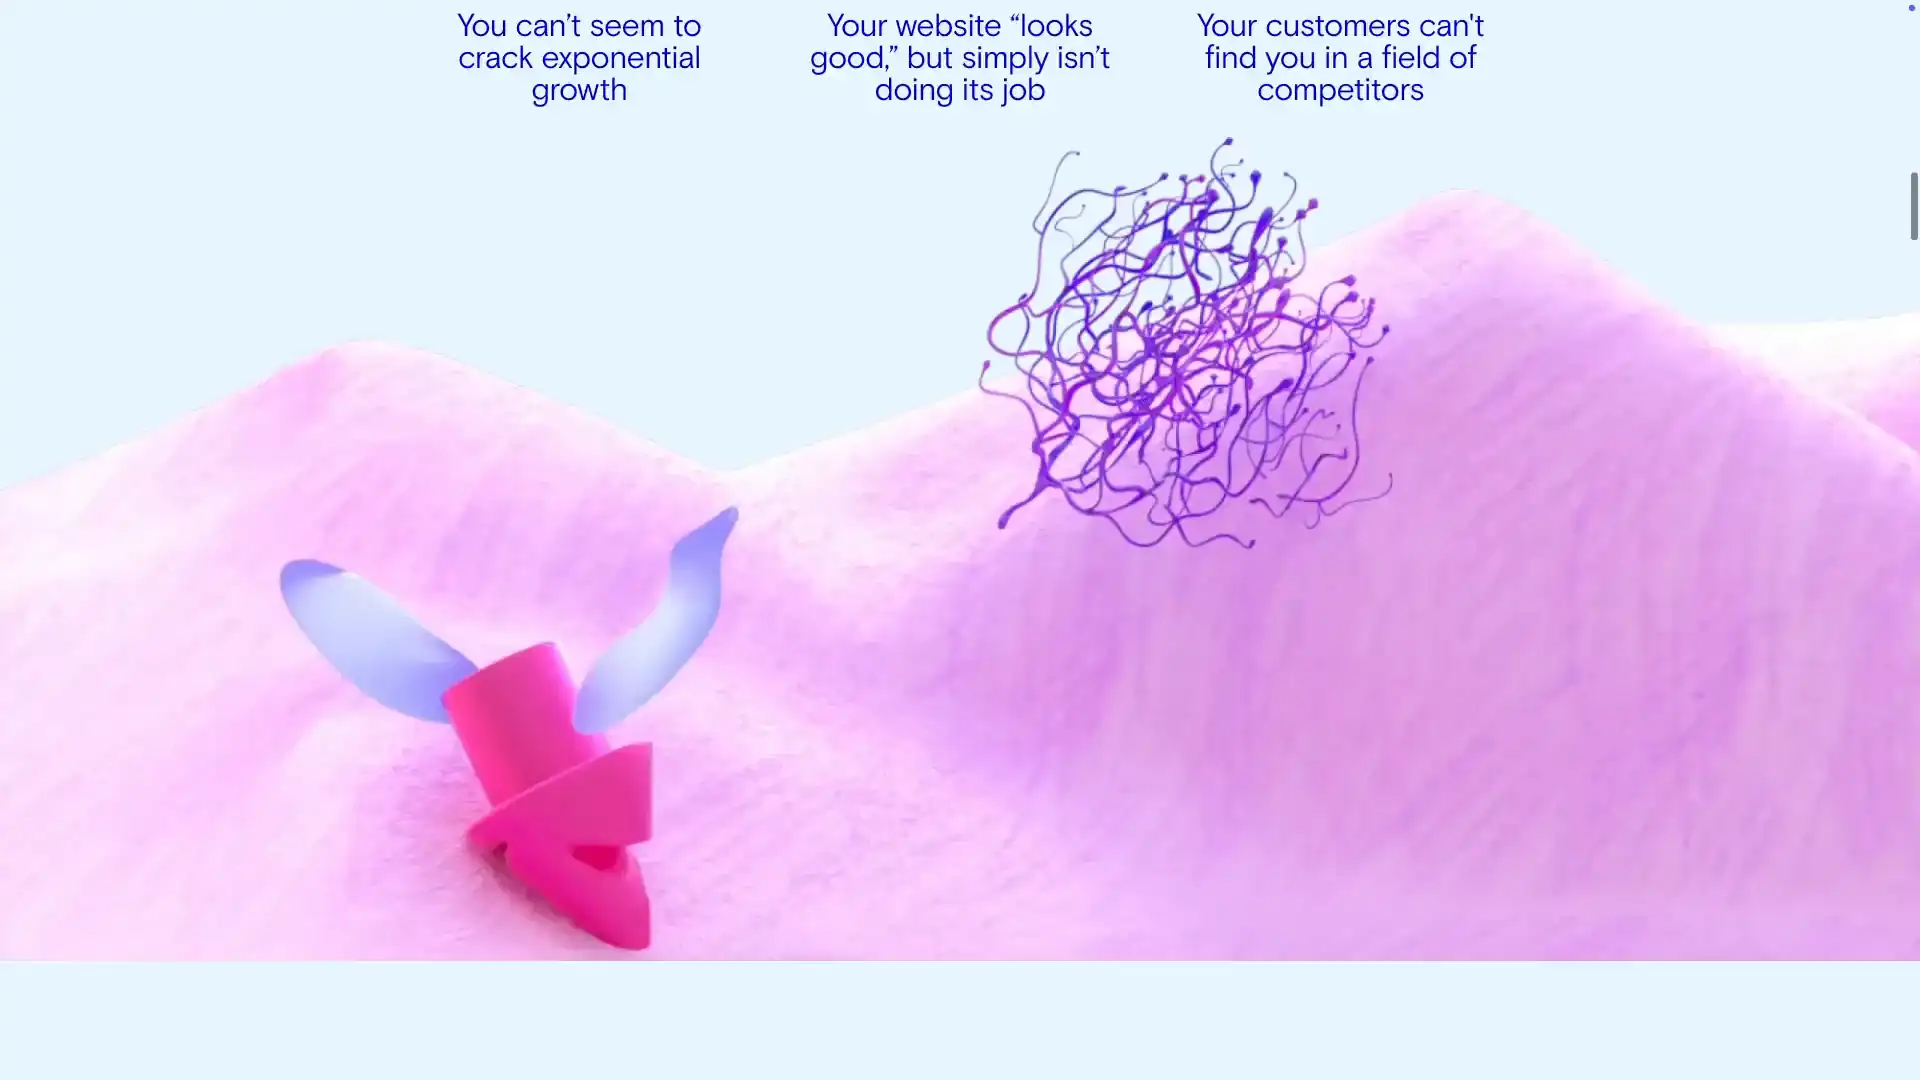 You can’t seem to
crack exponential
growth
Your website “looks
good,” but simply isn’t
doing its job
Your customers can't
find you in a field of
competitors